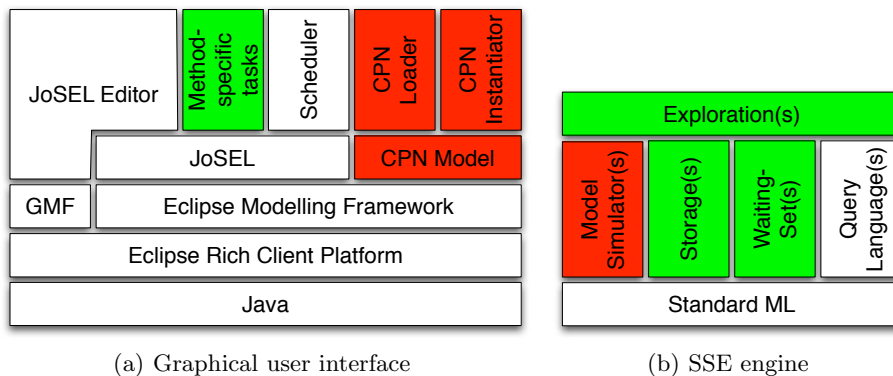 JoSEL Editor
Method-
specific
tasks
Scheduler
CPN
Loader
CPN
Instantiator
JoSEL
CPN Model
GMF
Eclipse Modelling Framework
Eclipse Rich Client Platform
Java
(a) Graphical user interface
Exploration(s)
Model
Simulator(s)
Storage(s)
Waiting-
Set(s)
Query
Language(s)
Standard ML
(b) SSE engine